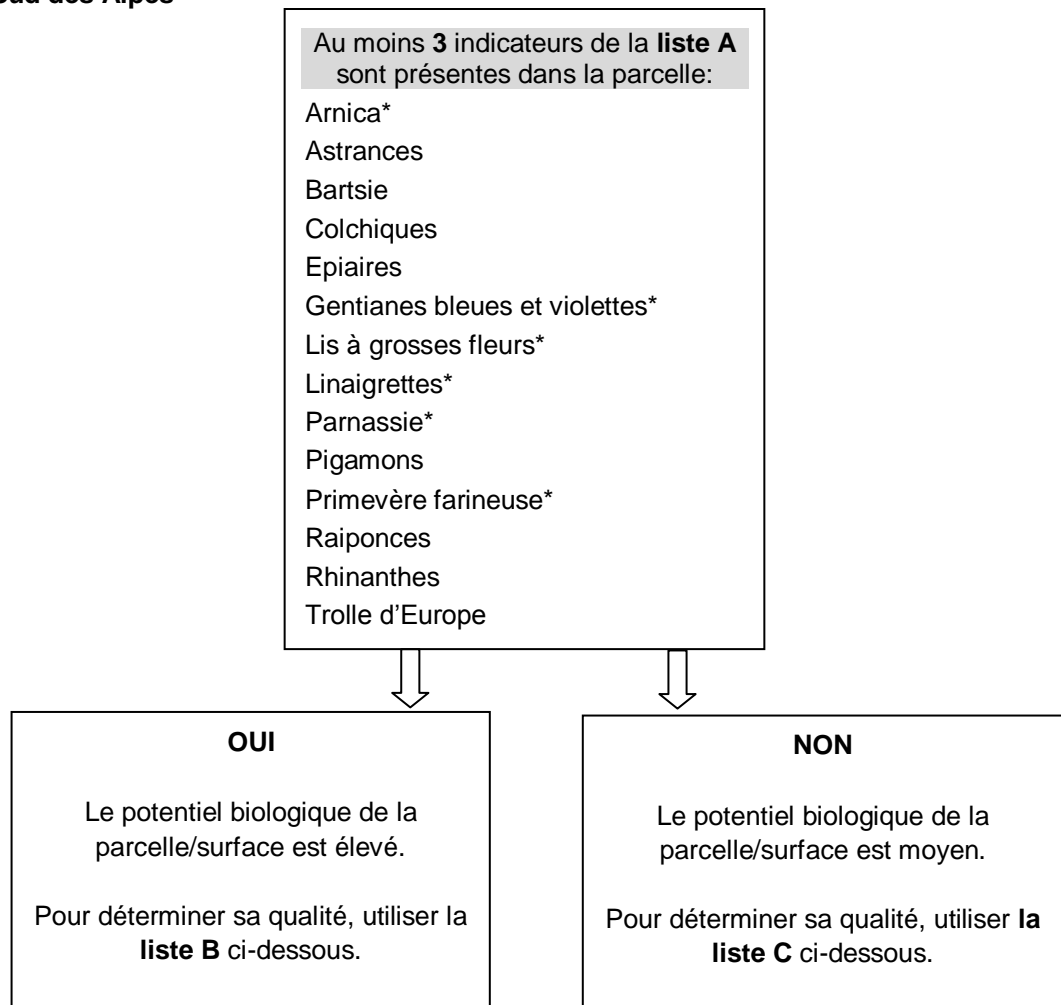 des Alpes
Au moins 3 indicateurs de la liste A
sont présentes dans la parcelle:
Arnica*
Astrances
Bartsie
Colchiques
Epiaires
Gentianes bleues et violettes*
Lis à grosses fleurs*
Linaigrettes*
Parnassie*
Pigamons
Primevère farineuse*
Raiponces
Rhinanthes
Trolle d’Europe
OUI
Le potentiel biologique de la
parcelle/surface est élevé.
Pour déterminer sa qualité, utiliser la
liste B ci-dessous.
NON
Le potentiel biologique de la
parcelle/surface est moyen.
Pour déterminer sa qualité, utiliser la
liste C ci-dessous.